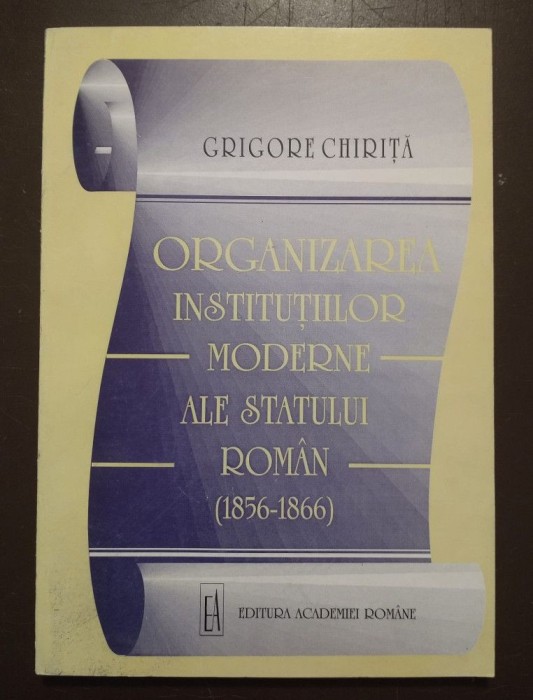 GRIGORE CHIRIȚĂ
ORGANIZAREA
INSTITUȚIILOR
MODERNE
ALE STATULUI
ROMÂN
(1856-1866)
EA EDITURA ACADEMIEI ROMÂNE